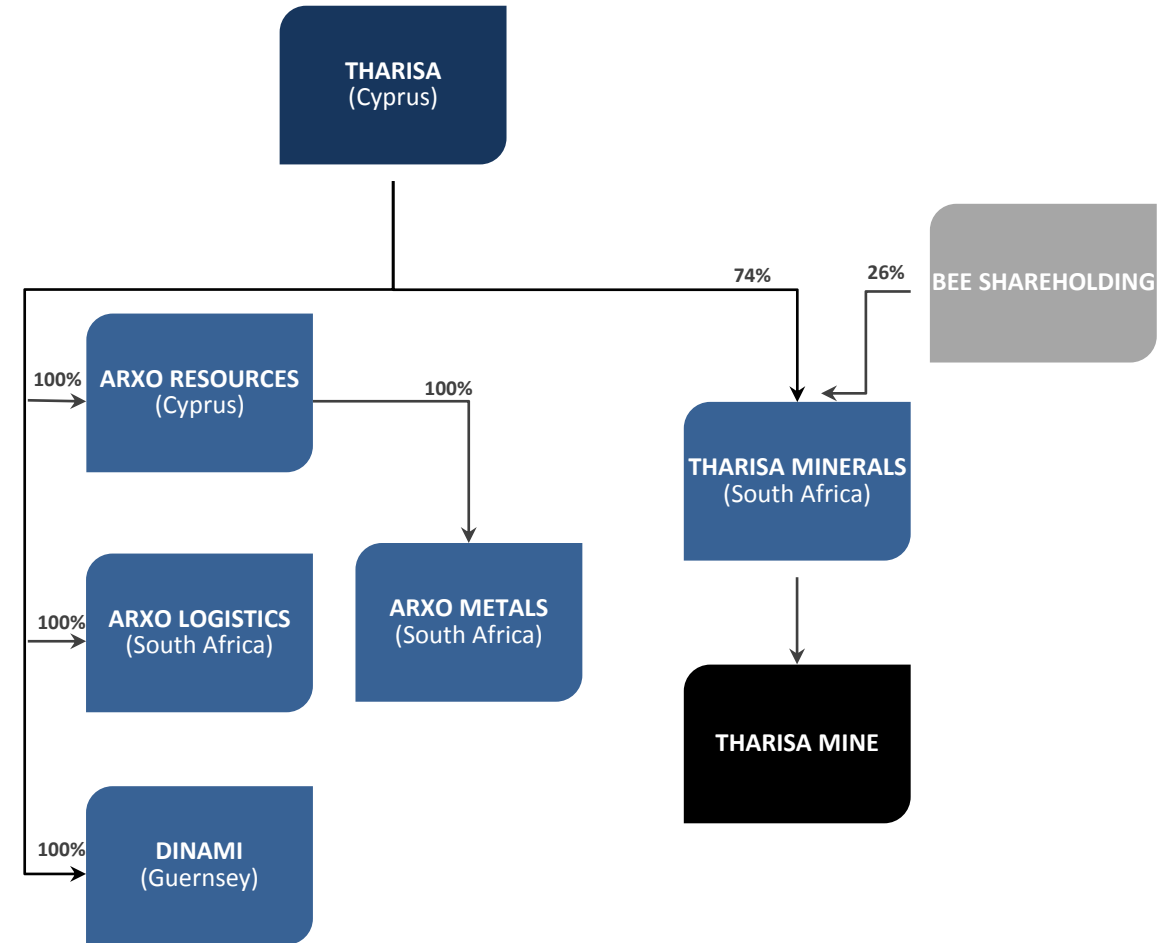 THARISA
(Cyprus)
74%
26%
BEE SHAREHOLDING
100%
ARXO RESOURCES
(Cyprus)
100%
THARISA MINERALS
(South Africa)
100%
ARXO LOGISTICS
(South Africa)
ARXO METALS
(South Africa)
THARISA MINE
100%
DINAMI
(Guernsey)